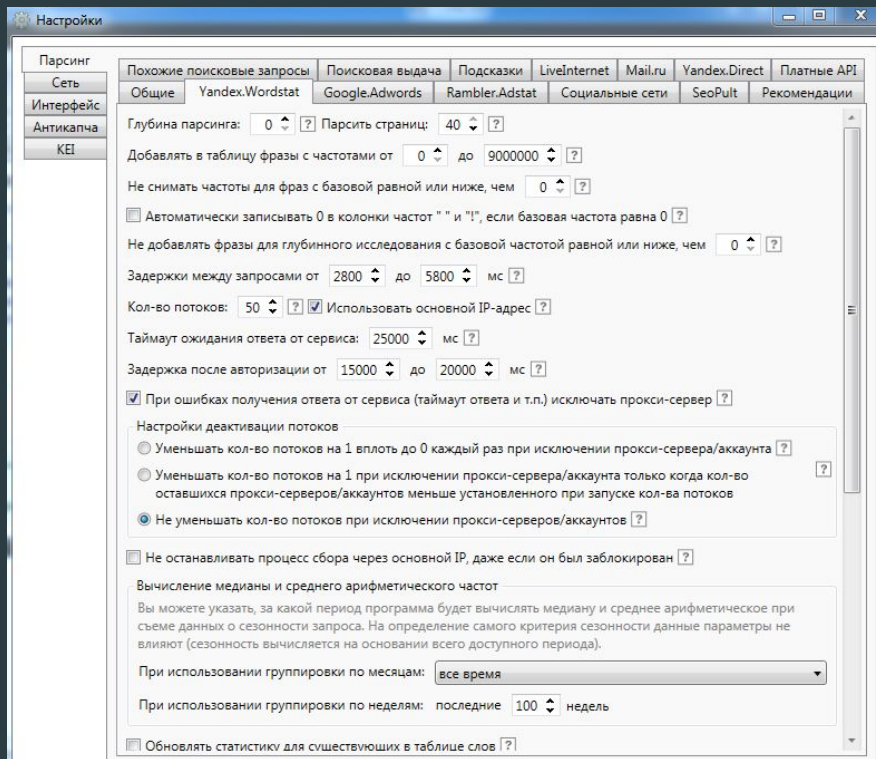 Настройки
Парсинг
Сеть
Интерфейс
Антикапча
KEI
Похожие поисковые запросы Поисковая выдача Подсказки LiveInternet Mail.ru Yandex.Direct Платные API
Общие Yandex.Wordstat Google.Adwords Rambler.Adstat Социальные сети SeoPult Рекомендации
Глубина парсинга: 0 ? Парсить страниц: 40 ?
Добавлять в таблицу фразы с частотами от 0 до 9000000 ?
Не снимать частоты для фраз с базовой равной или ниже, чем 0 ?
Автоматически записывать 0 в колонки частот " " и "!", если базовая частота равна 0 ?
Не добавлять фразы для глубинного исследования с базовой частотой равной или ниже, чем 0 ?
Задержки между запросами от 2800 до 5800 мс ?
Кол-во потоков: 50 ? Использовать основной IP-адрес ?
Таймаут ожидания ответа от сервиса: 25000 мс ?
Задержка после авторизации от 15000 до 20000 мс ?
При ошибках получения ответа от сервиса (таймаут ответа и т.п.) исключать прокси-сервер ?
Настройки деактивации потоков
Уменьшать кол-во потоков на 1 вплоть до 0 каждый раз при исключении прокси-сервера/аккаунта ?
Уменьшать кол-во потоков на 1 при исключении прокси-сервера/аккаунта только когда кол-во ?
оставшихся прокси-серверов/аккаунтов меньше установленного при запуске кол-ва потоков
Не уменьшать кол-во потоков при исключении прокси-серверов/аккаунтов ?
Не останавливать процесс сбора через основной IP, даже если он был заблокирован ?
Вычисление медианы и среднего арифметического частот
Вы можете указать, за какой период программа будет вычислять медиану и среднее арифметическое при
съеме данных о сезонности запроса. На определение самого критерия сезонности данные параметры не
влияют (сезонность вычисляется на основании всего доступного периода).
При использовании группировки по месяцам: все время
При использовании группировки по неделям: последние 100 недель
Обновлять статистику для существующих в таблице слов ?